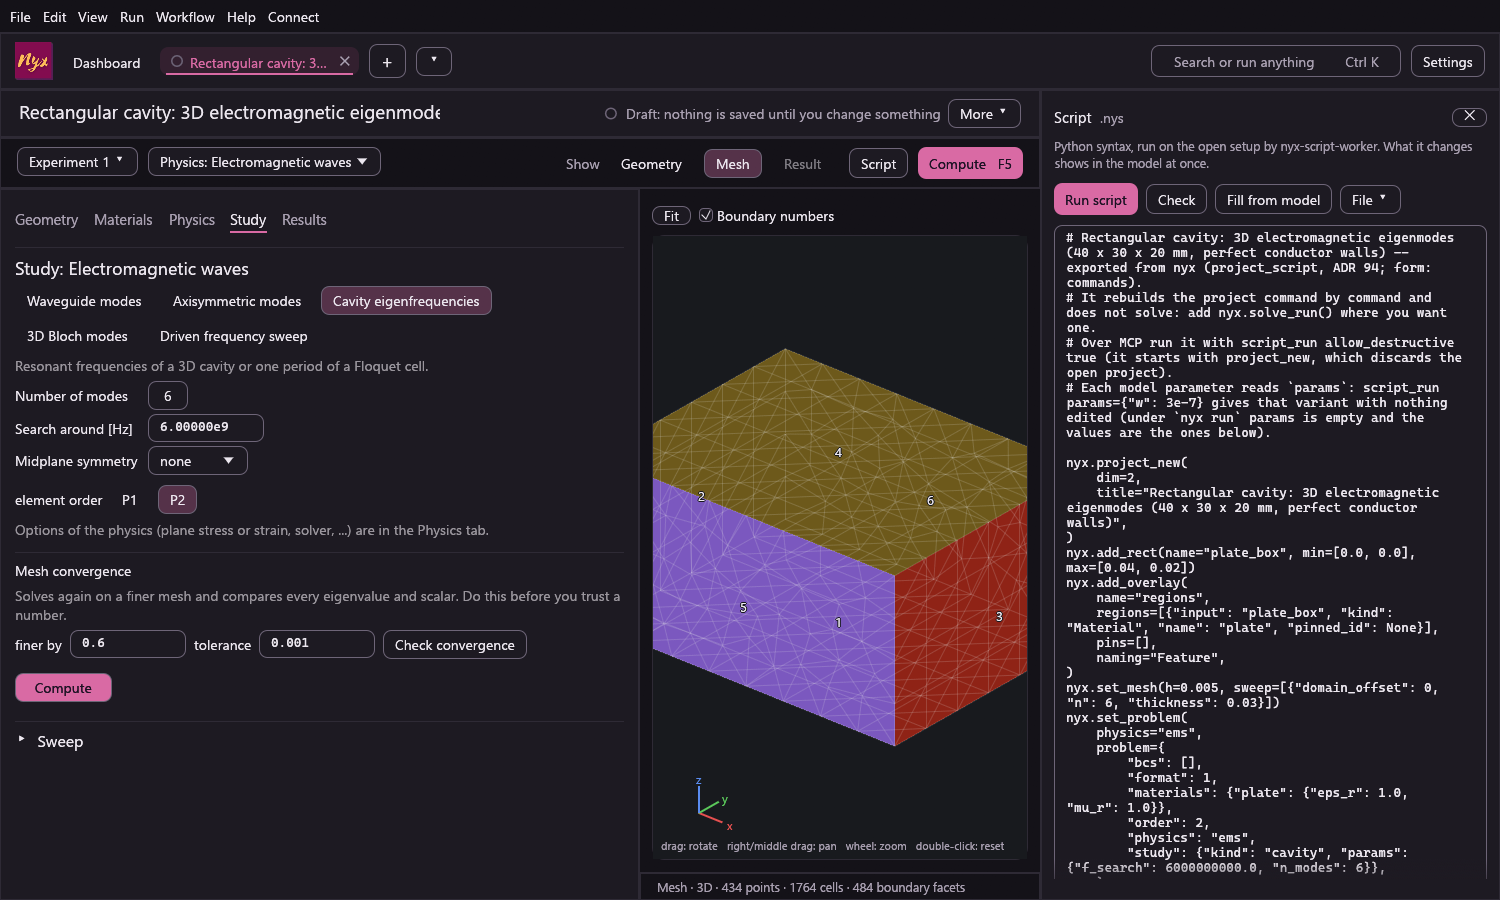 File Edit View Run Workflow Help Connect
nyx Dashboard Rectangular cavity: 3... + Search or run anything Ctrl K Settings
Rectangular cavity: 3D electromagnetic eigenmode
Draft: nothing is saved until you change something More
Experiment 1 Physics: Electromagnetic waves Show Geometry Mesh Result Script Compute F5
Geometry Materials Physics Study Results
Study: Electromagnetic waves
Waveguide modes Axisymmetric modes Cavity eigenfrequencies
3D Bloch modes Driven frequency sweep
Resonant frequencies of a 3D cavity or one period of a Floquet cell.
Number of modes 6
Search around [Hz] 6.00000e9
Midplane symmetry none
element order P1 P2
Options of the physics (plane stress or strain, solver, ...) are in the Physics tab.
Mesh convergence
Solves again on a finer mesh and compares every eigenvalue and scalar. Do this before you trust a
number.
finer by 0.6 tolerance 0.001 Check convergence
Compute
Sweep
Fit Boundary numbers
4
2
6
5
1
3
z
y
x
drag: rotate right/middle drag: pan wheel: zoom double-click: reset
Mesh · 3D · 434 points · 1764 cells · 484 boundary facets
Script .nys
Python syntax, run on the open setup by nyx-script-worker. What it changes
shows in the model at once.
Run script Check Fill from model File
# Rectangular cavity: 3D electromagnetic eigenmodes
(40 x 30 x 20 mm, perfect conductor walls) --
exported from nyx (project_script, ADR 94; form:
commands).
# It rebuilds the project command by command and
does not solve: add nyx.solve_run() where you want
one.
# Over MCP run it with script_run allow_destructive
true (it starts with project_new, which discards the
open project).
# Each model parameter reads `params`: script_run
params={"w": 3e-7} gives that variant with nothing
edited (under `nyx run` params is empty and the
values are the ones below).
nyx.project_new(
dim=2,
title="Rectangular cavity: 3D electromagnetic
eigenmodes (40 x 30 x 20 mm, perfect conductor
walls)",
)
nyx.add_rect(name="plate_box", min=[0.0, 0.0],
max=[0.04, 0.02])
nyx.add_overlay(
name="regions",
regions=[{"input": "plate_box", "kind":
"Material", "name": "plate", "pinned_id": None}],
pins=[],
naming="Feature",
)
nyx.set_mesh(h=0.005, sweep=[{"domain_offset": 0,
"n": 6, "thickness": 0.03}])
nyx.set_problem(
physics="ems",
problem={
"bcs": [],
"format": 1,
"materials": {"plate": {"eps_r": 1.0,
"mu_r": 1.0}},
"order": 2,
"physics": "ems",
"study": {"kind": "cavity", "params":
{"f_search": 6000000000.0, "n_modes": 6}},